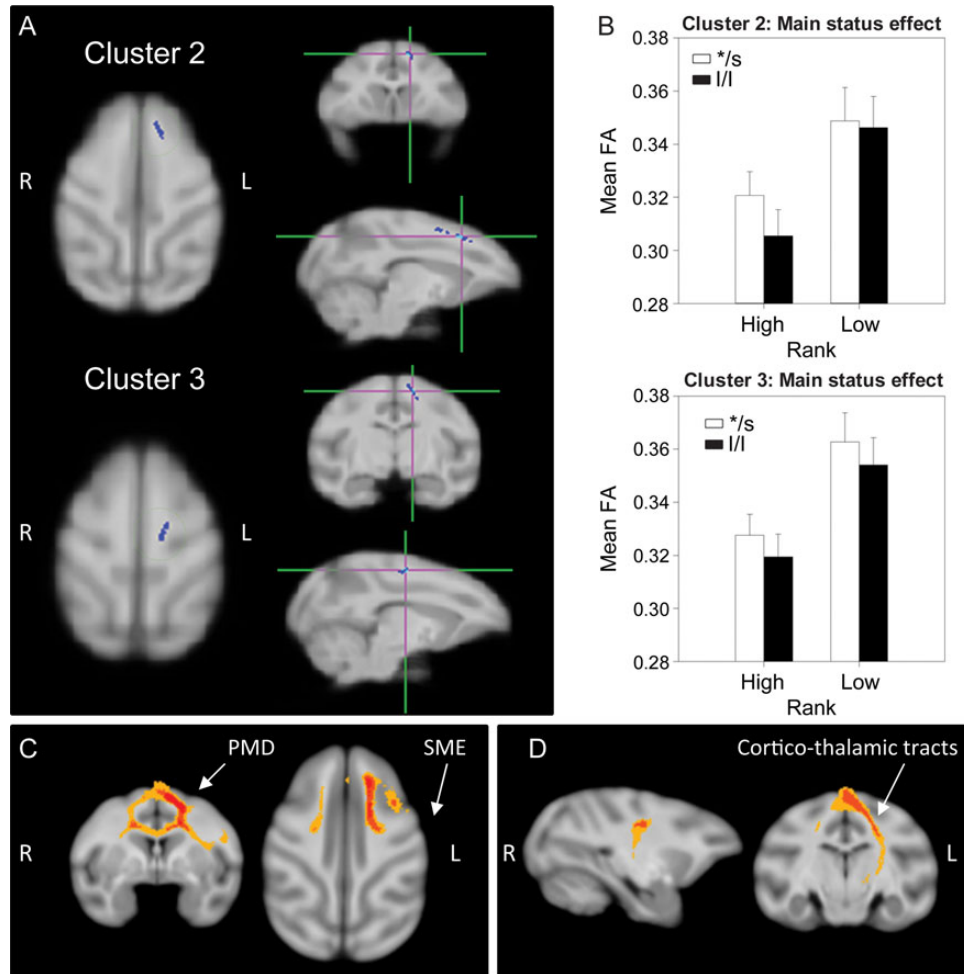 A
Cluster 2
R
L
Cluster 3
R
L
B
Cluster 2: Main status effect
0.38
0.36
0.34
0.32
0.30
0.28
Mean FA
*/s
l/l
High
Low
Rank
Cluster 3: Main status effect
0.38
0.36
0.34
0.32
0.30
0.28
Mean FA
*/s
l/l
High
Low
Rank
C
PMD
SME
R
L
D
Cortico-thalamic tracts
R
L